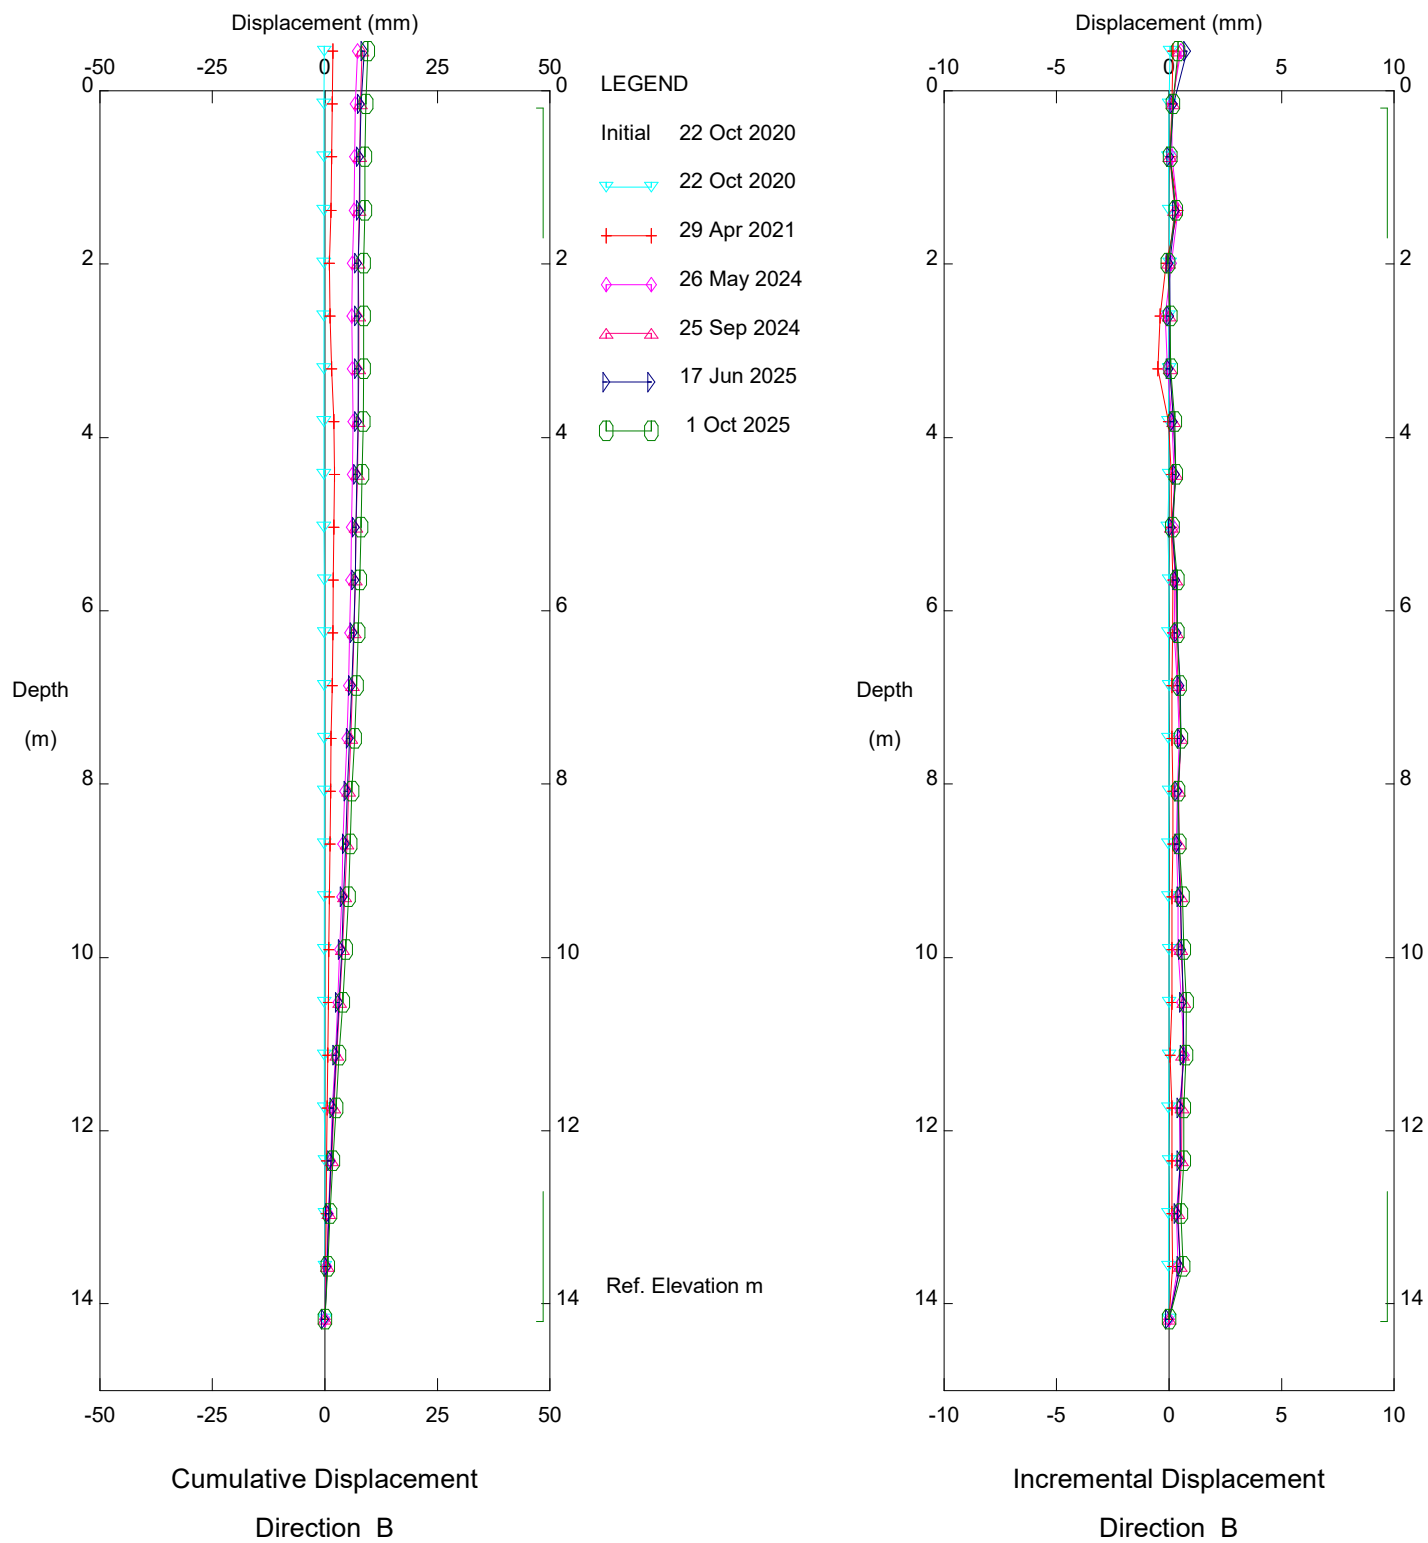 Displacement (mm)
-50 -25 0 25 50
0 0
2 2
4 4
6 6
Depth
(m)
8 8
10 10
12 12
14 14
-50 -25 0 25 50
Cumulative Displacement
Direction B
LEGEND
Initial 22 Oct 2020
22 Oct 2020
29 Apr 2021
26 May 2024
25 Sep 2024
17 Jun 2025
1 Oct 2025
Ref. Elevation m
Displacement (mm)
-10 -5 0 5 10
0 0
2 2
4 4
6 6
Depth
(m)
8 8
10 10
12 12
14 14
-10 -5 0 5 10
Incremental Displacement
Direction B